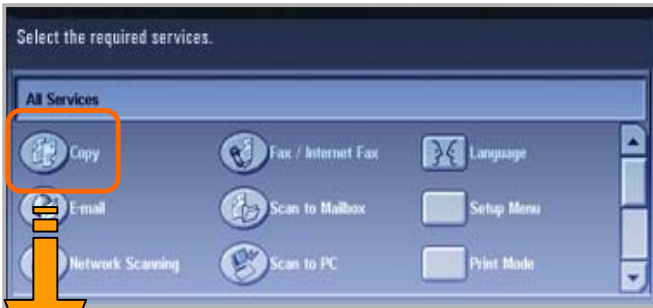 Select the required services.
All Services
Copy Fax / Internet Fax Language
E-mail Scan to Mailbox Setup Menu
Network Scanning Scan to PC Print Mode